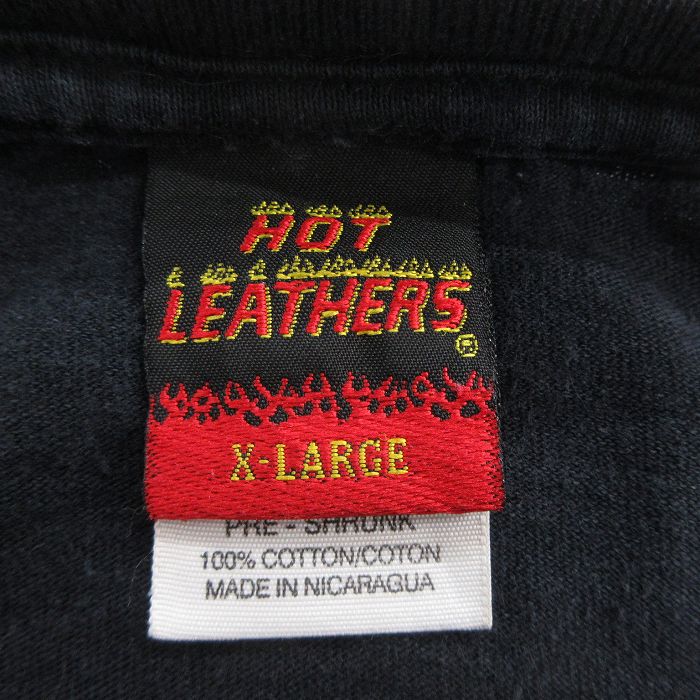 HOT
LEATHERS
®
X-LARGE
PRE - SHRUNK
100% COTTON/COTON
MADE IN NICARAGUA